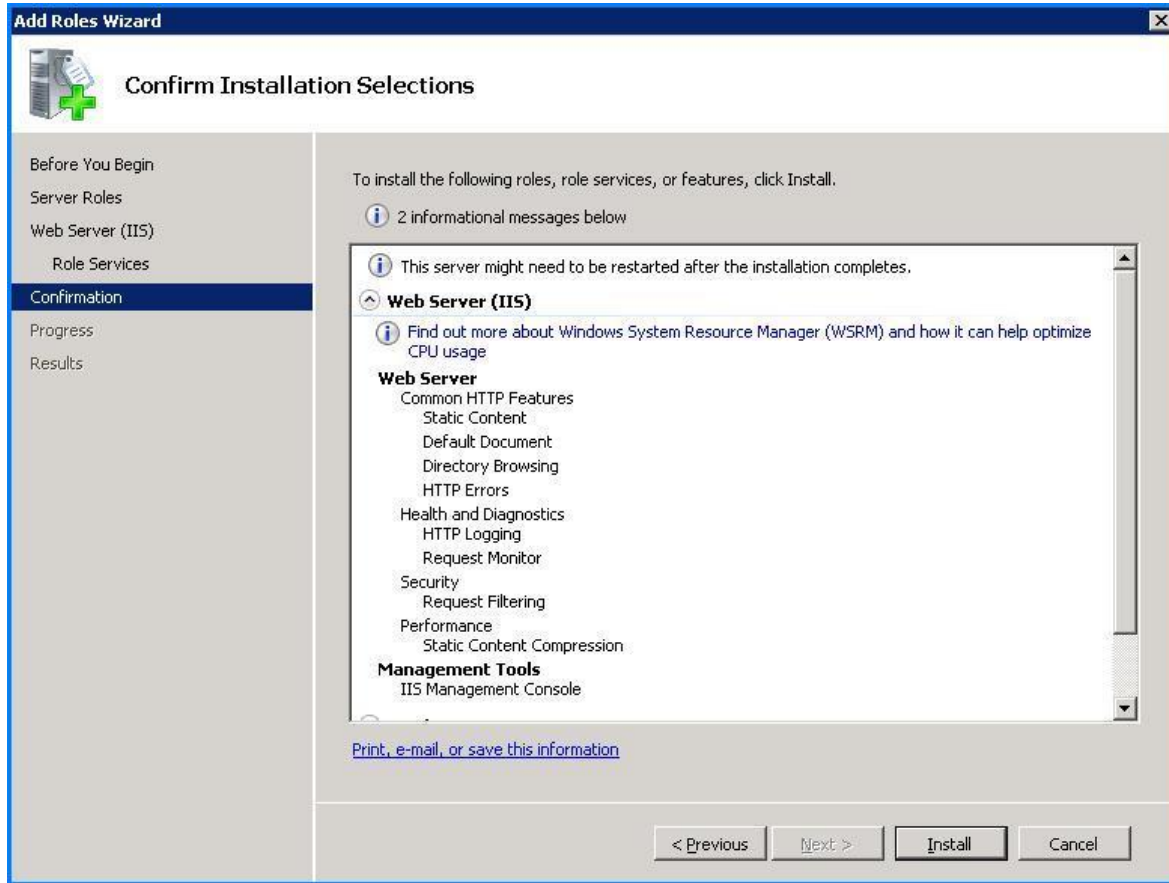 Add Roles Wizard
Confirm Installation Selections
Before You Begin
Server Roles
Web Server (IIS)
Role Services
Confirmation
Progress
Results
To install the following roles, role services, or features, click Install.
2 informational messages below
This server might need to be restarted after the installation completes.
Web Server (IIS)
Find out more about Windows System Resource Manager (WSRM) and how it can help optimize
CPU usage
Web Server
Common HTTP Features
Static Content
Default Document
Directory Browsing
HTTP Errors
Health and Diagnostics
HTTP Logging
Request Monitor
Security
Request Filtering
Performance
Static Content Compression
Management Tools
IIS Management Console
Print, e-mail, or save this information
< Previous
Next >
Install
Cancel